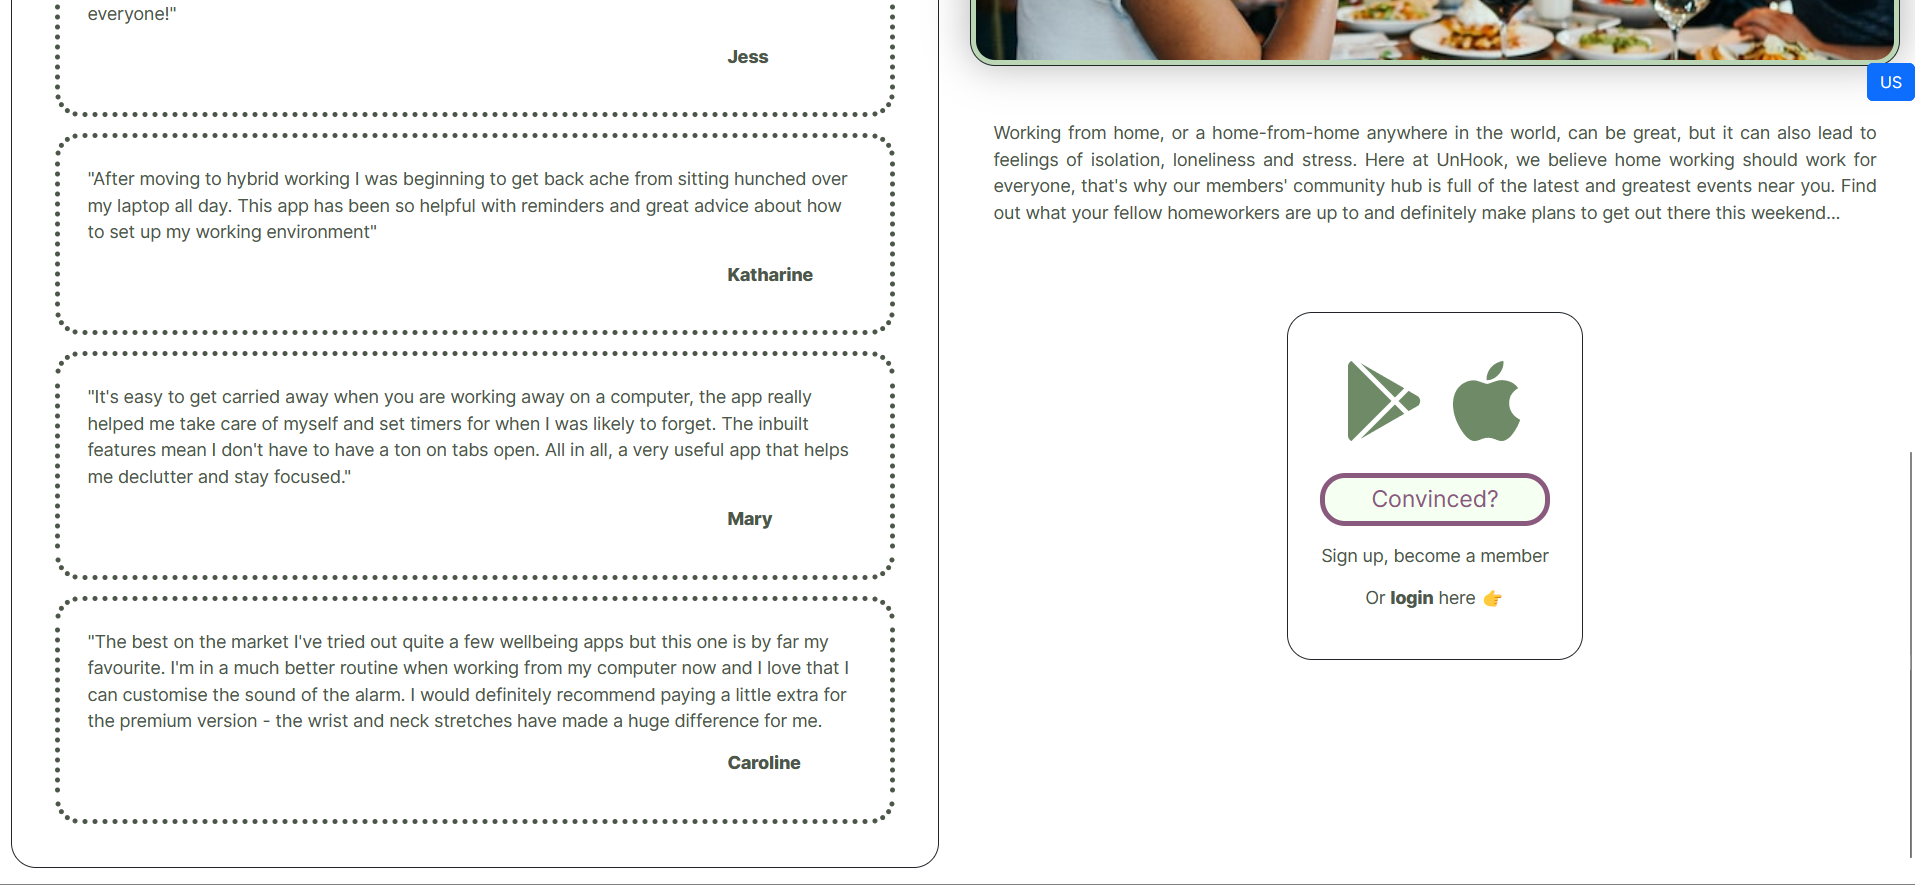 everyone!"
Jess
"After moving to hybrid working I was beginning to get back ache from sitting hunched over
my laptop all day. This app has been so helpful with reminders and great advice about how
to set up my working environment"
Katharine
"It's easy to get carried away when you are working away on a computer, the app really
helped me take care of myself and set timers for when I was likely to forget. The inbuilt
features mean I don't have to have a ton on tabs open. All in all, a very useful app that helps
me declutter and stay focused."
Mary
"The best on the market I've tried out quite a few wellbeing apps but this one is by far my
favourite. I'm in a much better routine when working from my computer now and I love that I
can customise the sound of the alarm. I would definitely recommend paying a little extra for
the premium version - the wrist and neck stretches have made a huge difference for me.
Caroline
US
Working from home, or a home-from-home anywhere in the world, can be great, but it can also lead to
feelings of isolation, loneliness and stress. Here at UnHook, we believe home working should work for
everyone, that's why our members' community hub is full of the latest and greatest events near you. Find
out what your fellow homeworkers are up to and definitely make plans to get out there this weekend...
Convinced?
Sign up, become a member
Or login here 👉